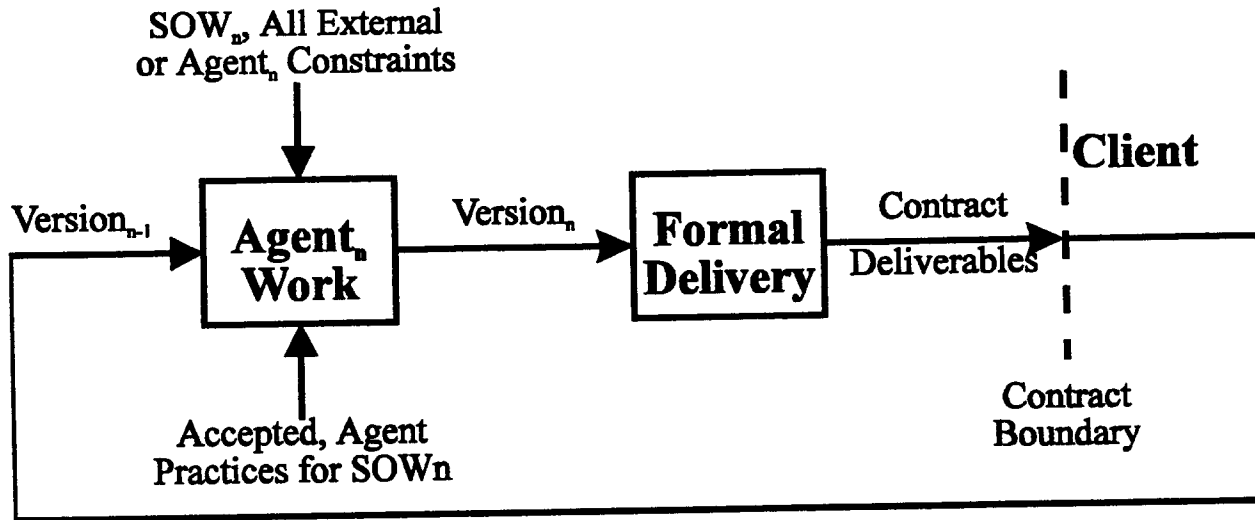 SOWₙ, All External
or Agentₙ Constraints
Client
Versionₙ₋₁
Agentₙ
Work
Versionₙ
Formal
Delivery
Contract
Deliverables
Contract
Boundary
Accepted, Agent
Practices for SOWn